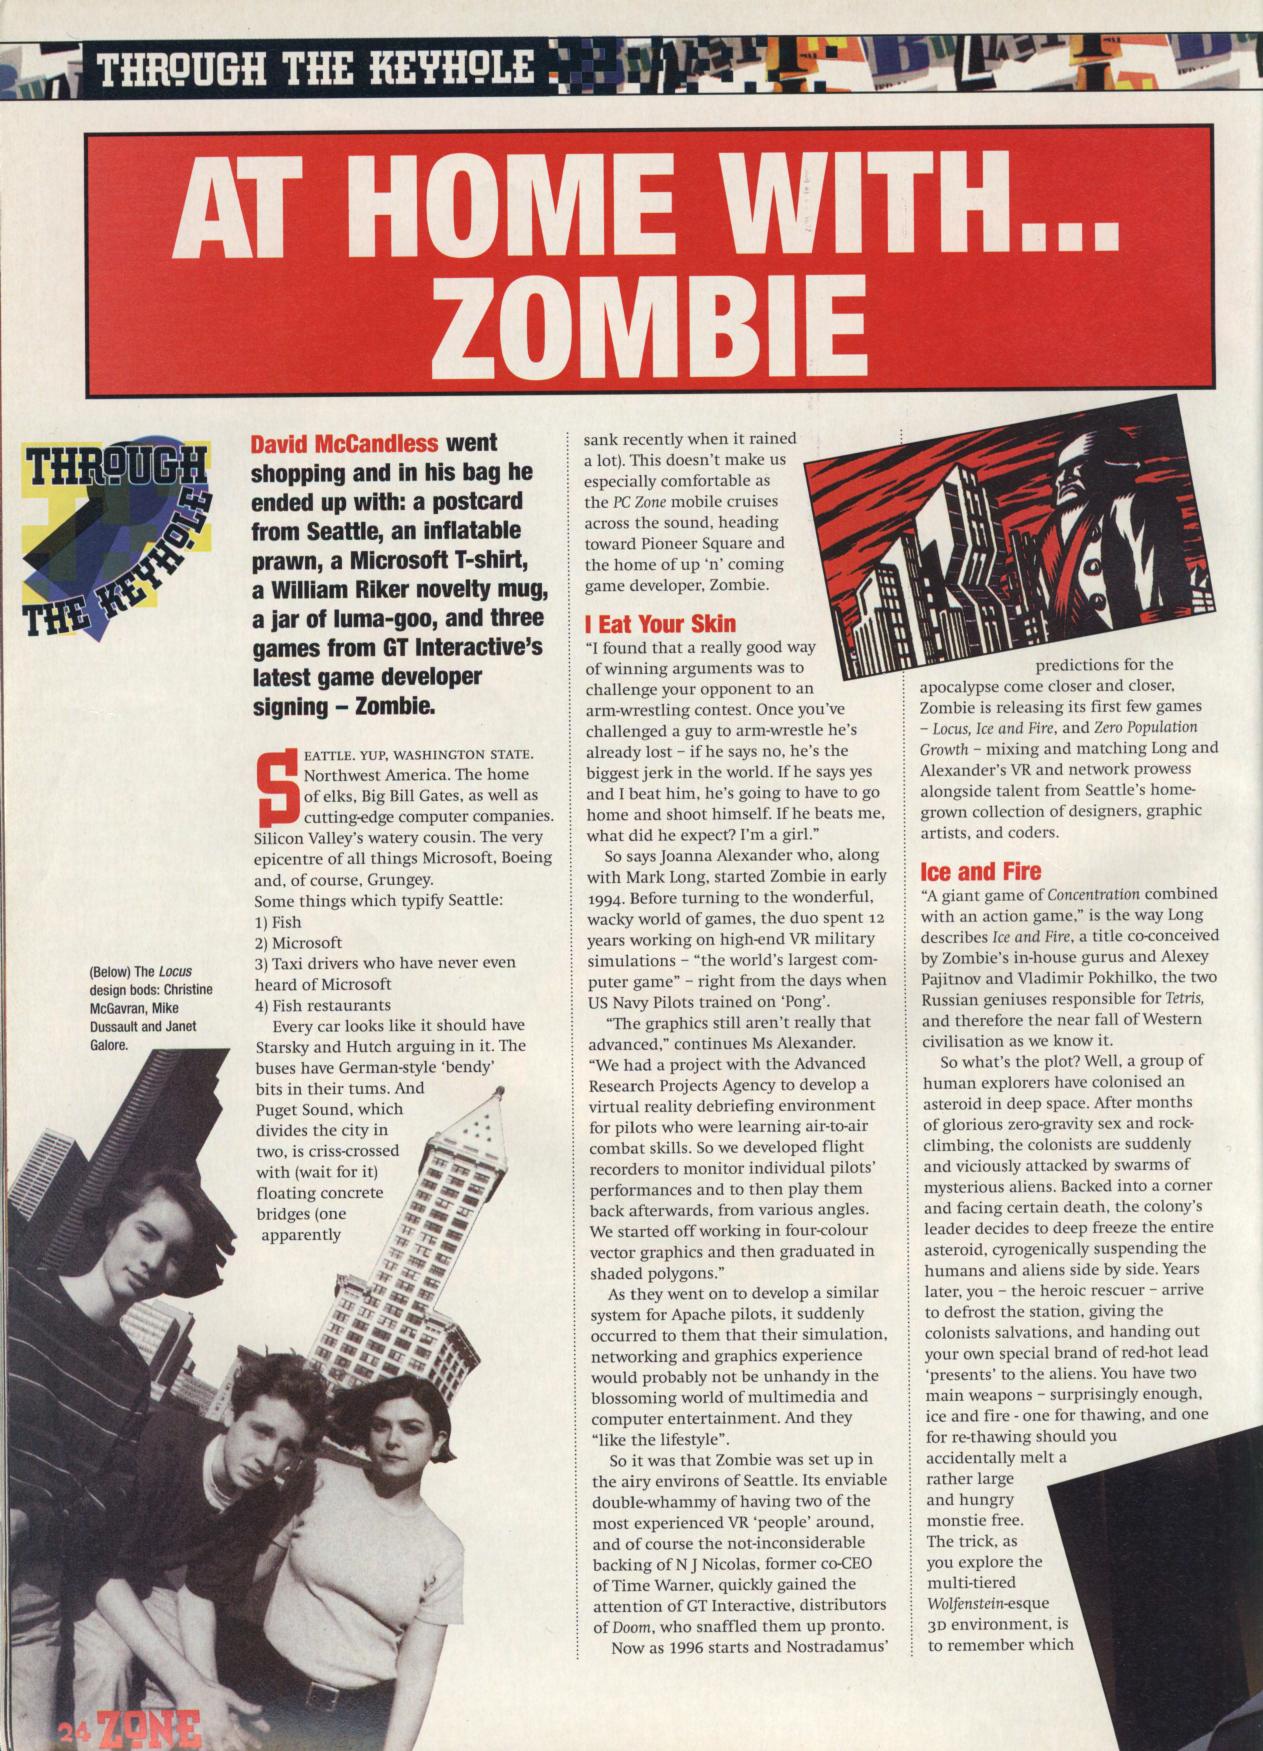 THROUGH THE KEYHOLE
AT HOME WITH...
ZOMBIE
THROUGH
THE KEYHOLE
David McCandless went
shopping and in his bag he
ended up with: a postcard
from Seattle, an inflatable
prawn, a Microsoft T-shirt,
a William Riker novelty mug,
a jar of luma-goo, and three
games from GT Interactive's
latest game developer
signing – Zombie.
SEATTLE. YUP, WASHINGTON STATE.
Northwest America. The home
of elks, Big Bill Gates, as well as
cutting-edge computer companies.
Silicon Valley's watery cousin. The very
epicentre of all things Microsoft, Boeing
and, of course, Grungey.
Some things which typify Seattle:
1) Fish
2) Microsoft
3) Taxi drivers who have never even
heard of Microsoft
4) Fish restaurants
Every car looks like it should have
Starsky and Hutch arguing in it. The
buses have German-style 'bendy'
bits in their tums. And
Puget Sound, which
divides the city in
two, is criss-crossed
with (wait for it)
floating concrete
bridges (one
apparently
(Below) The Locus
design bods: Christine
McGavran, Mike
Dussault and Janet
Galore.
sank recently when it rained
a lot). This doesn't make us
especially comfortable as
the PC Zone mobile cruises
across the sound, heading
toward Pioneer Square and
the home of up 'n' coming
game developer, Zombie.
I Eat Your Skin
"I found that a really good way
of winning arguments was to
challenge your opponent to an
arm-wrestling contest. Once you've
challenged a guy to arm-wrestle he's
already lost – if he says no, he's the
biggest jerk in the world. If he says yes
and I beat him, he's going to have to go
home and shoot himself. If he beats me,
what did he expect? I'm a girl."
So says Joanna Alexander who, along
with Mark Long, started Zombie in early
1994. Before turning to the wonderful,
wacky world of games, the duo spent 12
years working on high-end VR military
simulations – "the world's largest com-
puter game" – right from the days when
US Navy Pilots trained on 'Pong'.
"The graphics still aren't really that
advanced," continues Ms Alexander.
"We had a project with the Advanced
Research Projects Agency to develop a
virtual reality debriefing environment
for pilots who were learning air-to-air
combat skills. So we developed flight
recorders to monitor individual pilots'
performances and to then play them
back afterwards, from various angles.
We started off working in four-colour
vector graphics and then graduated in
shaded polygons."
As they went on to develop a similar
system for Apache pilots, it suddenly
occurred to them that their simulation,
networking and graphics experience
would probably not be unhandy in the
blossoming world of multimedia and
computer entertainment. And they
"like the lifestyle".
So it was that Zombie was set up in
the airy environs of Seattle. Its enviable
double-whammy of having two of the
most experienced VR 'people' around,
and of course the not-inconsiderable
backing of N J Nicolas, former co-CEO
of Time Warner, quickly gained the
attention of GT Interactive, distributors
of Doom, who snaffled them up pronto.
Now as 1996 starts and Nostradamus'
predictions for the
apocalypse come closer and closer,
Zombie is releasing its first few games
– Locus, Ice and Fire, and Zero Population
Growth – mixing and matching Long and
Alexander's VR and network prowess
alongside talent from Seattle's home-
grown collection of designers, graphic
artists, and coders.
Ice and Fire
"A giant game of Concentration combined
with an action game," is the way Long
describes Ice and Fire, a title co-conceived
by Zombie's in-house gurus and Alexey
Pajitnov and Vladimir Pokhilko, the two
Russian geniuses responsible for Tetris,
and therefore the near fall of Western
civilisation as we know it.
So what's the plot? Well, a group of
human explorers have colonised an
asteroid in deep space. After months
of glorious zero-gravity sex and rock-
climbing, the colonists are suddenly
and viciously attacked by swarms of
mysterious aliens. Backed into a corner
and facing certain death, the colony's
leader decides to deep freeze the entire
asteroid, cyrogenically suspending the
humans and aliens side by side. Years
later, you – the heroic rescuer – arrive
to defrost the station, giving the
colonists salvations, and handing out
your own special brand of red-hot lead
'presents' to the aliens. You have two
main weapons – surprisingly enough,
ice and fire - one for thawing, and one
for re-thawing should you
accidentally melt a
rather large
and hungry
monstie free.
The trick, as
you explore the
multi-tiered
Wolfenstein-esque
3D environment, is
to remember which
24 ZONE